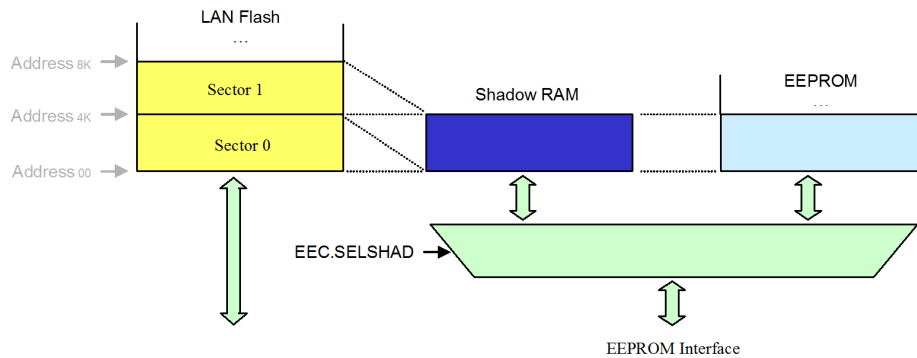 LAN Flash
...
Address 8K
Sector 1
Shadow RAM
EEPROM
...
Address 4K
Sector 0
Address 00
EEC.SELSHAD
EEPROM Interface